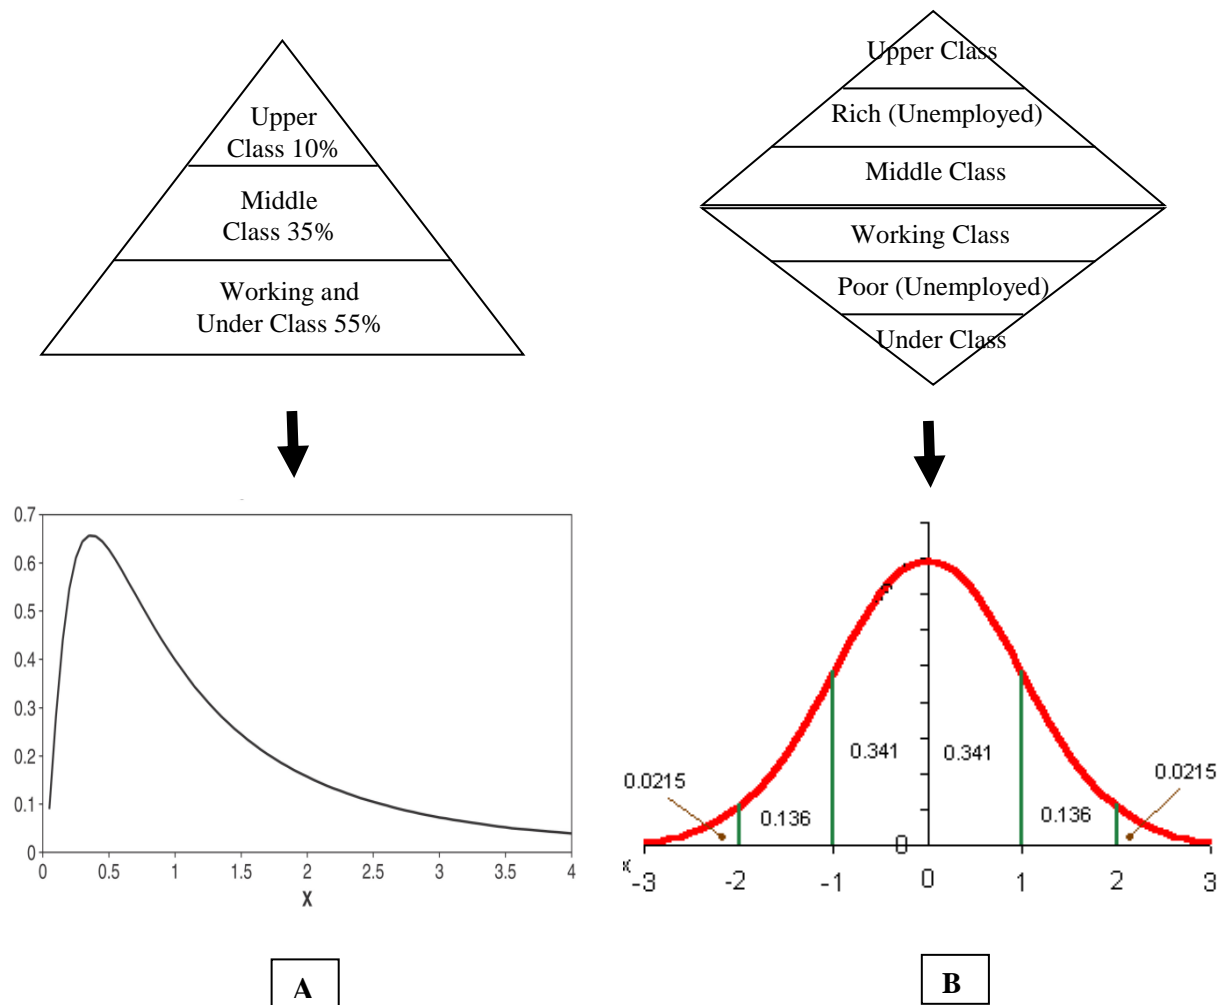 Upper
Class 10%
Middle
Class 35%
Working and
Under Class 55%
Upper Class
Rich (Unemployed)
Middle Class
Working Class
Poor (Unemployed)
Under Class
0.7
0.6
0.5
0.4
0.3
0.2
0.1
0
0 0.5 1 1.5 2 2.5 3 3.5 4
X
0.341 0.341
0.0215 0.0215
0.136 0.136
0
-3 -2 -1 0 1 2 3
A
B